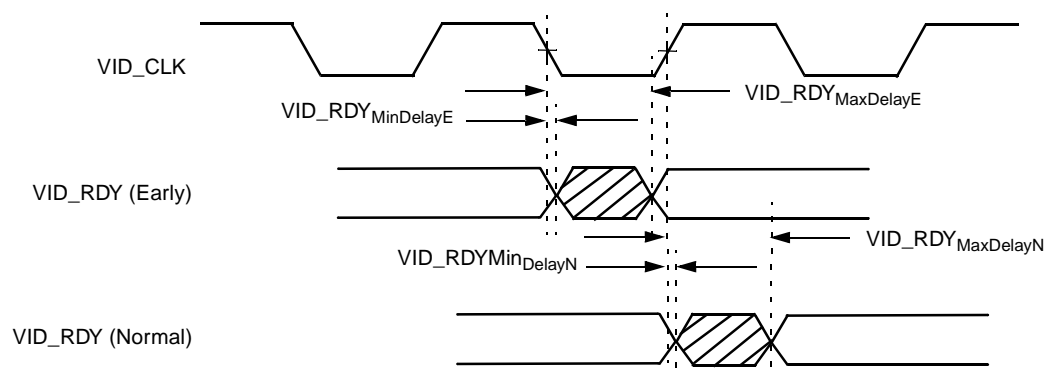 VID_CLK
VID_RDYMaxDelayE
VID_RDYMinDelayE
VID_RDY (Early)
VID_RDYMaxDelayN
VID_RDYMinDelayN
VID_RDY (Normal)